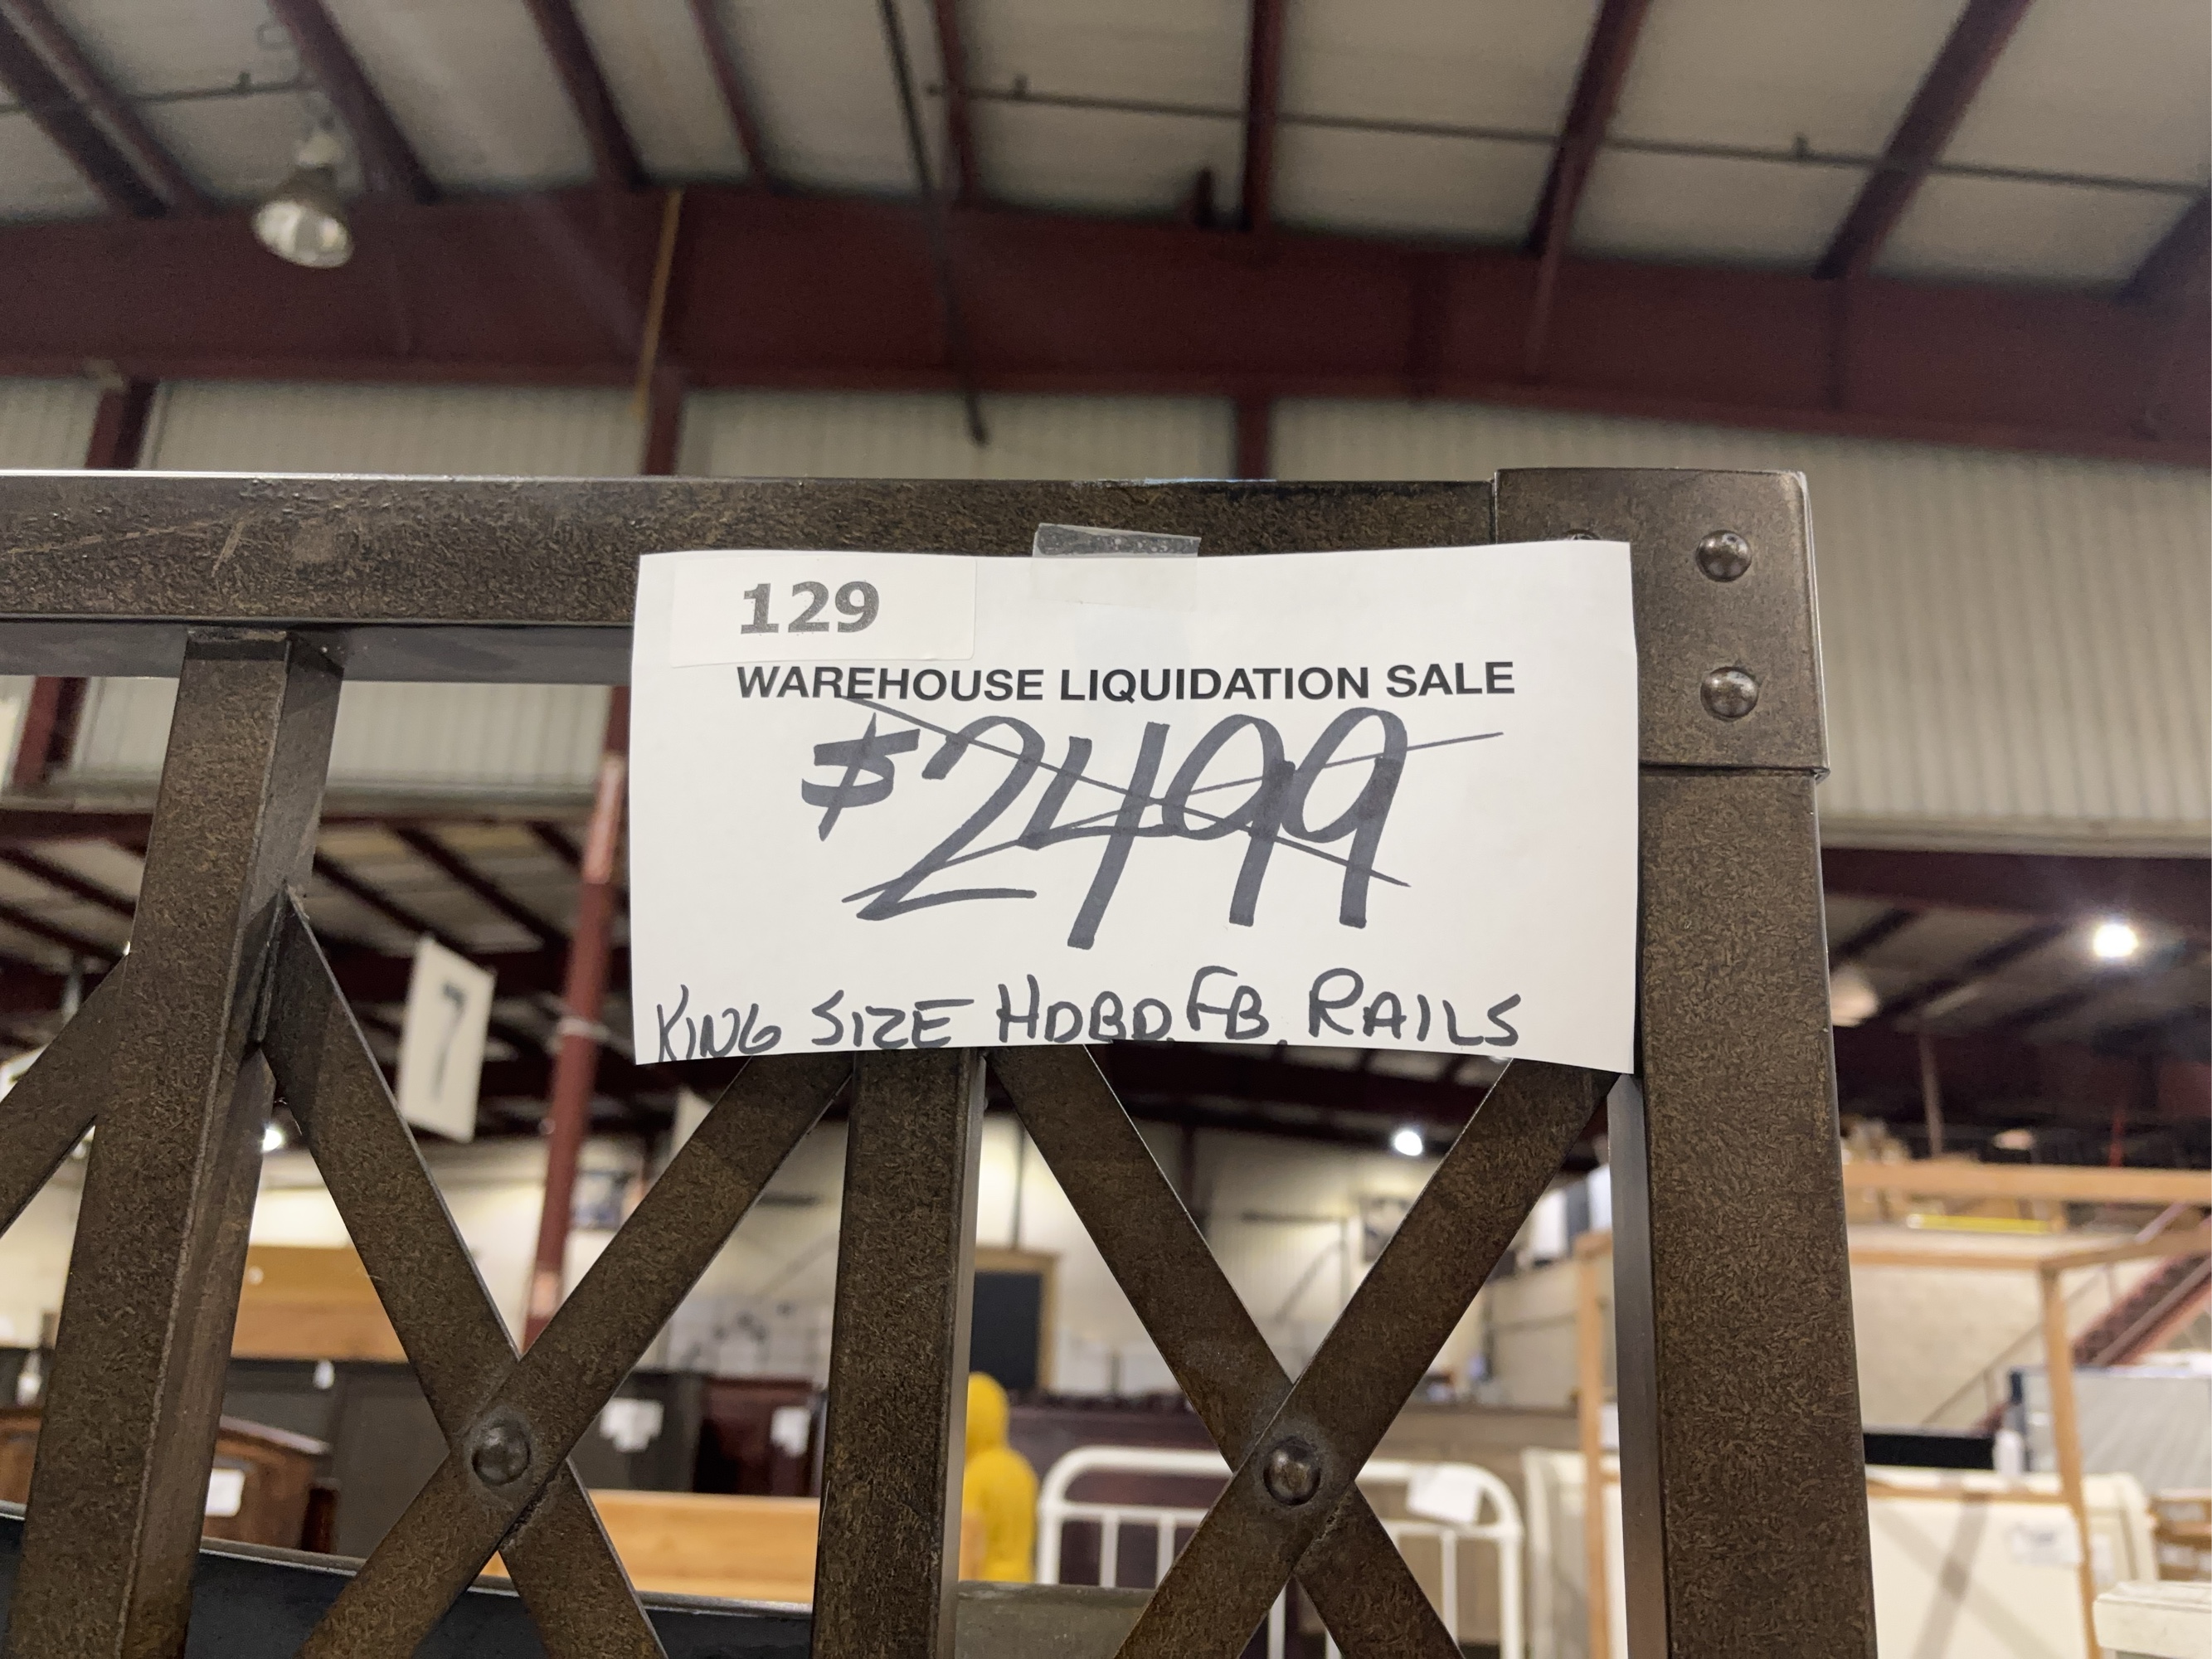 129
WAREHOUSE LIQUIDATION SALE
$2499
KING SIZE HDBD, FB, RAILS
7